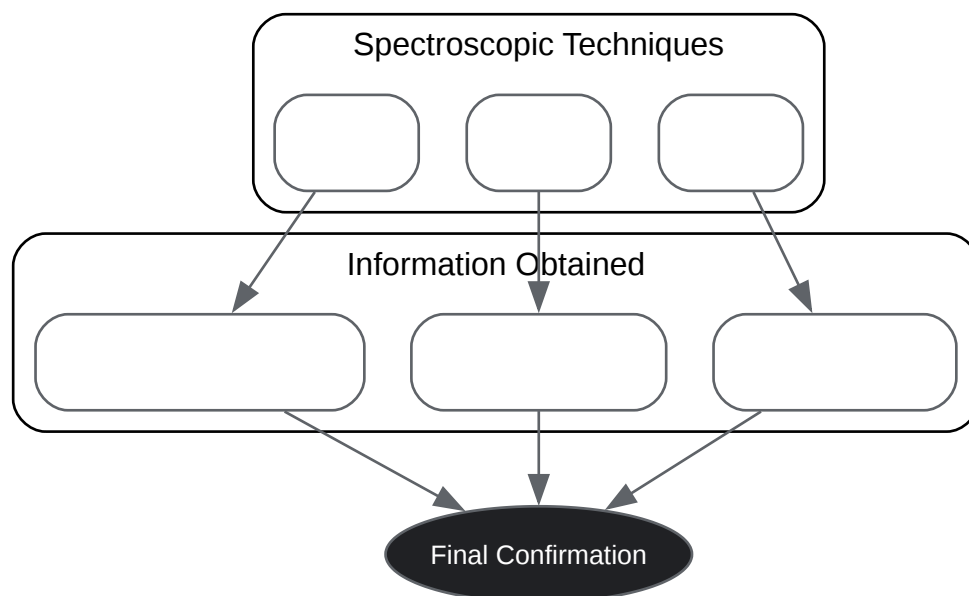 Spectroscopic Techniques
Information Obtained
Final Confirmation